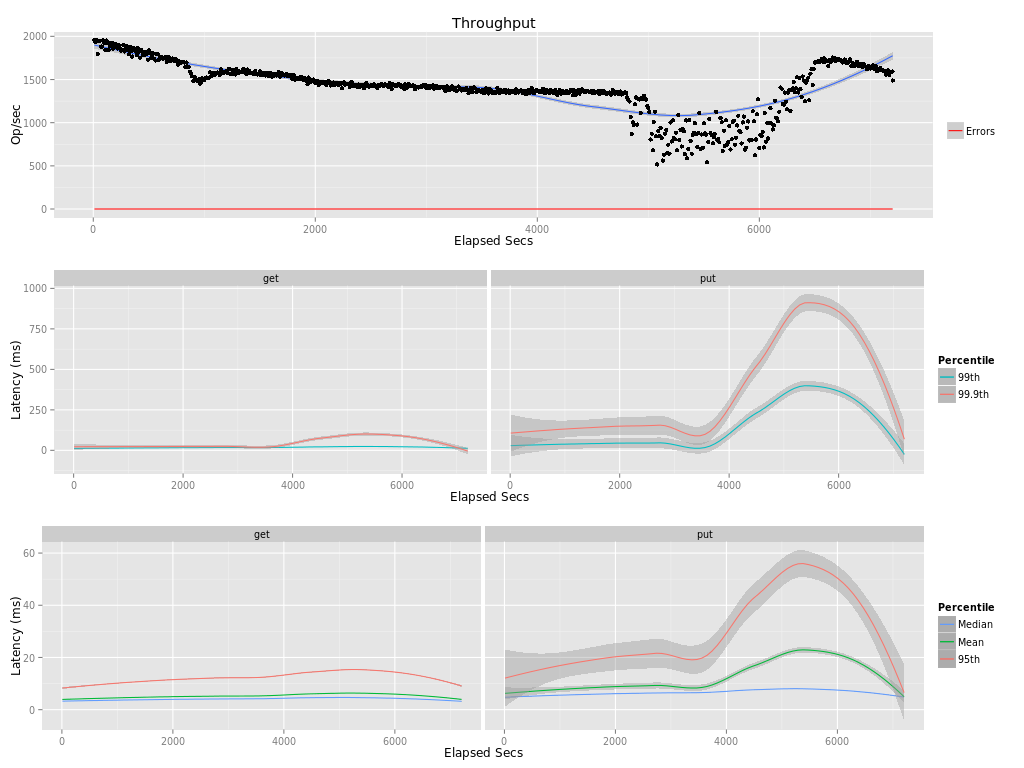 Throughput
2000
1500
1000
500
0
Op/sec
0 2000 4000 6000
Elapsed Secs
Errors
get put
1000
750
500
250
0
Latency (ms)
0 2000 4000 6000 0 2000 4000 6000
Elapsed Secs
Percentile
99th
99.9th
get put
60
40
20
0
Latency (ms)
0 2000 4000 6000 0 2000 4000 6000
Elapsed Secs
Percentile
Median
Mean
95th